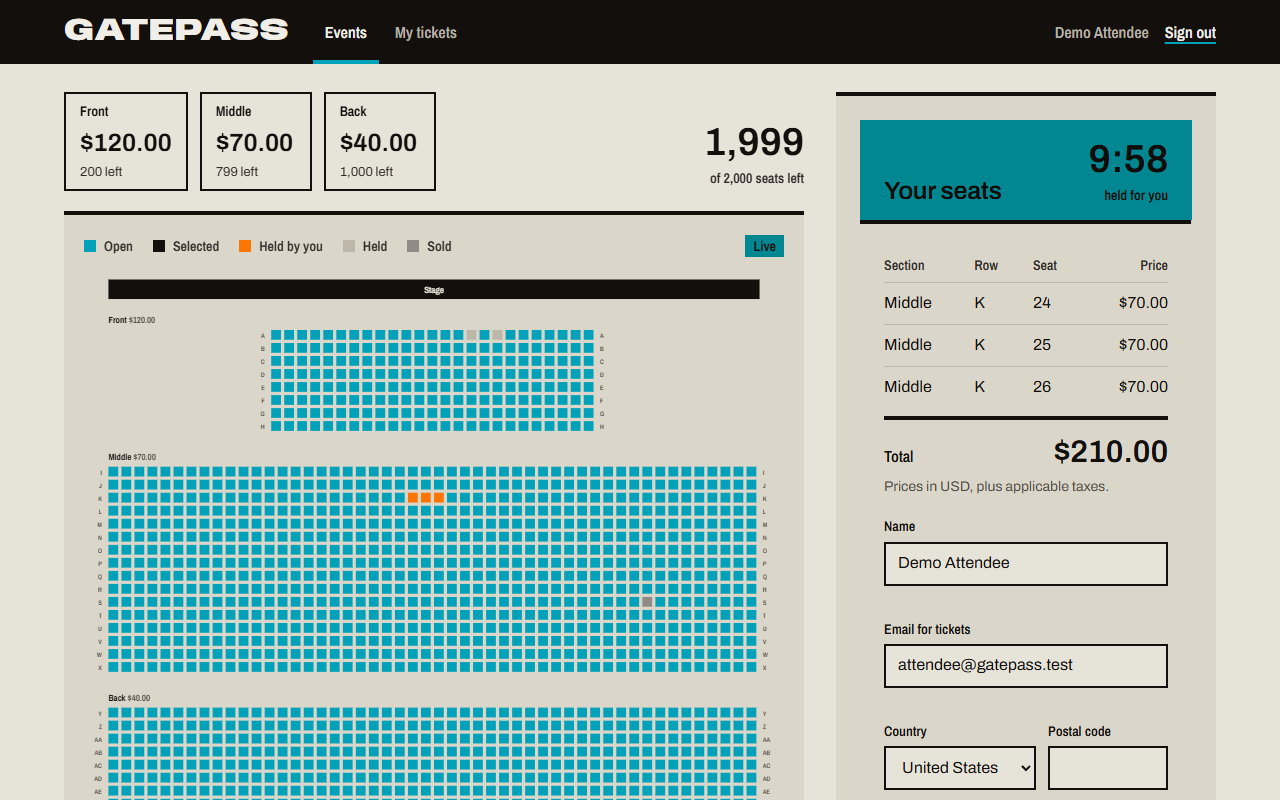 GATEPASS Events My tickets Demo Attendee Sign out
Front Middle Back
$120.00 $70.00 $40.00
200 left 799 left 1,000 left
1,999
of 2,000 seats left
Open Selected Held by you Held Sold Live
Stage
Front $120.00
A A
B B
C C
D D
E E
F F
G G
H H
Middle $70.00
I I
J J
K K
L L
M M
N N
O O
P P
Q Q
R R
S S
T T
U U
V V
W W
X X
Back $40.00
Y Y
Z Z
AA AA
AB AB
AC AC
AD AD
AE AE
Your seats
9:58
held for you
Section Row Seat Price
Middle K 24 $70.00
Middle K 25 $70.00
Middle K 26 $70.00
Total $210.00
Prices in USD, plus applicable taxes.
Name
Demo Attendee
Email for tickets
attendee@gatepass.test
Country Postal code
United States